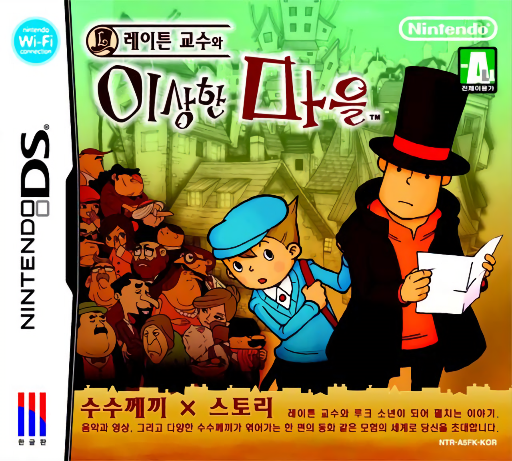 Nintendo
Wi-Fi
CONNECTION
L
레이튼 교수와
이상한 마을™
Nintendo
A
전체이용가
NINTENDO DS®
한글판
수수께끼 × 스토리
레이튼 교수와 루크 소년이 되어 펼치는 이야기.
음악과 영상, 그리고 다양한 수수께끼가 엮어가는 한 편의 동화 같은 모험의 세계로 당신을 초대합니다.
NTR-A5FK-KOR